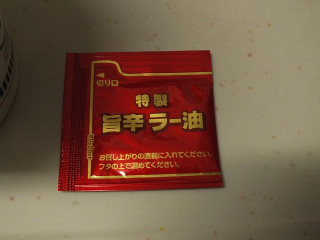 切り口
特製
旨辛ラー油
お召し上がりの直前に入れてください。
フタの上で温めてください。